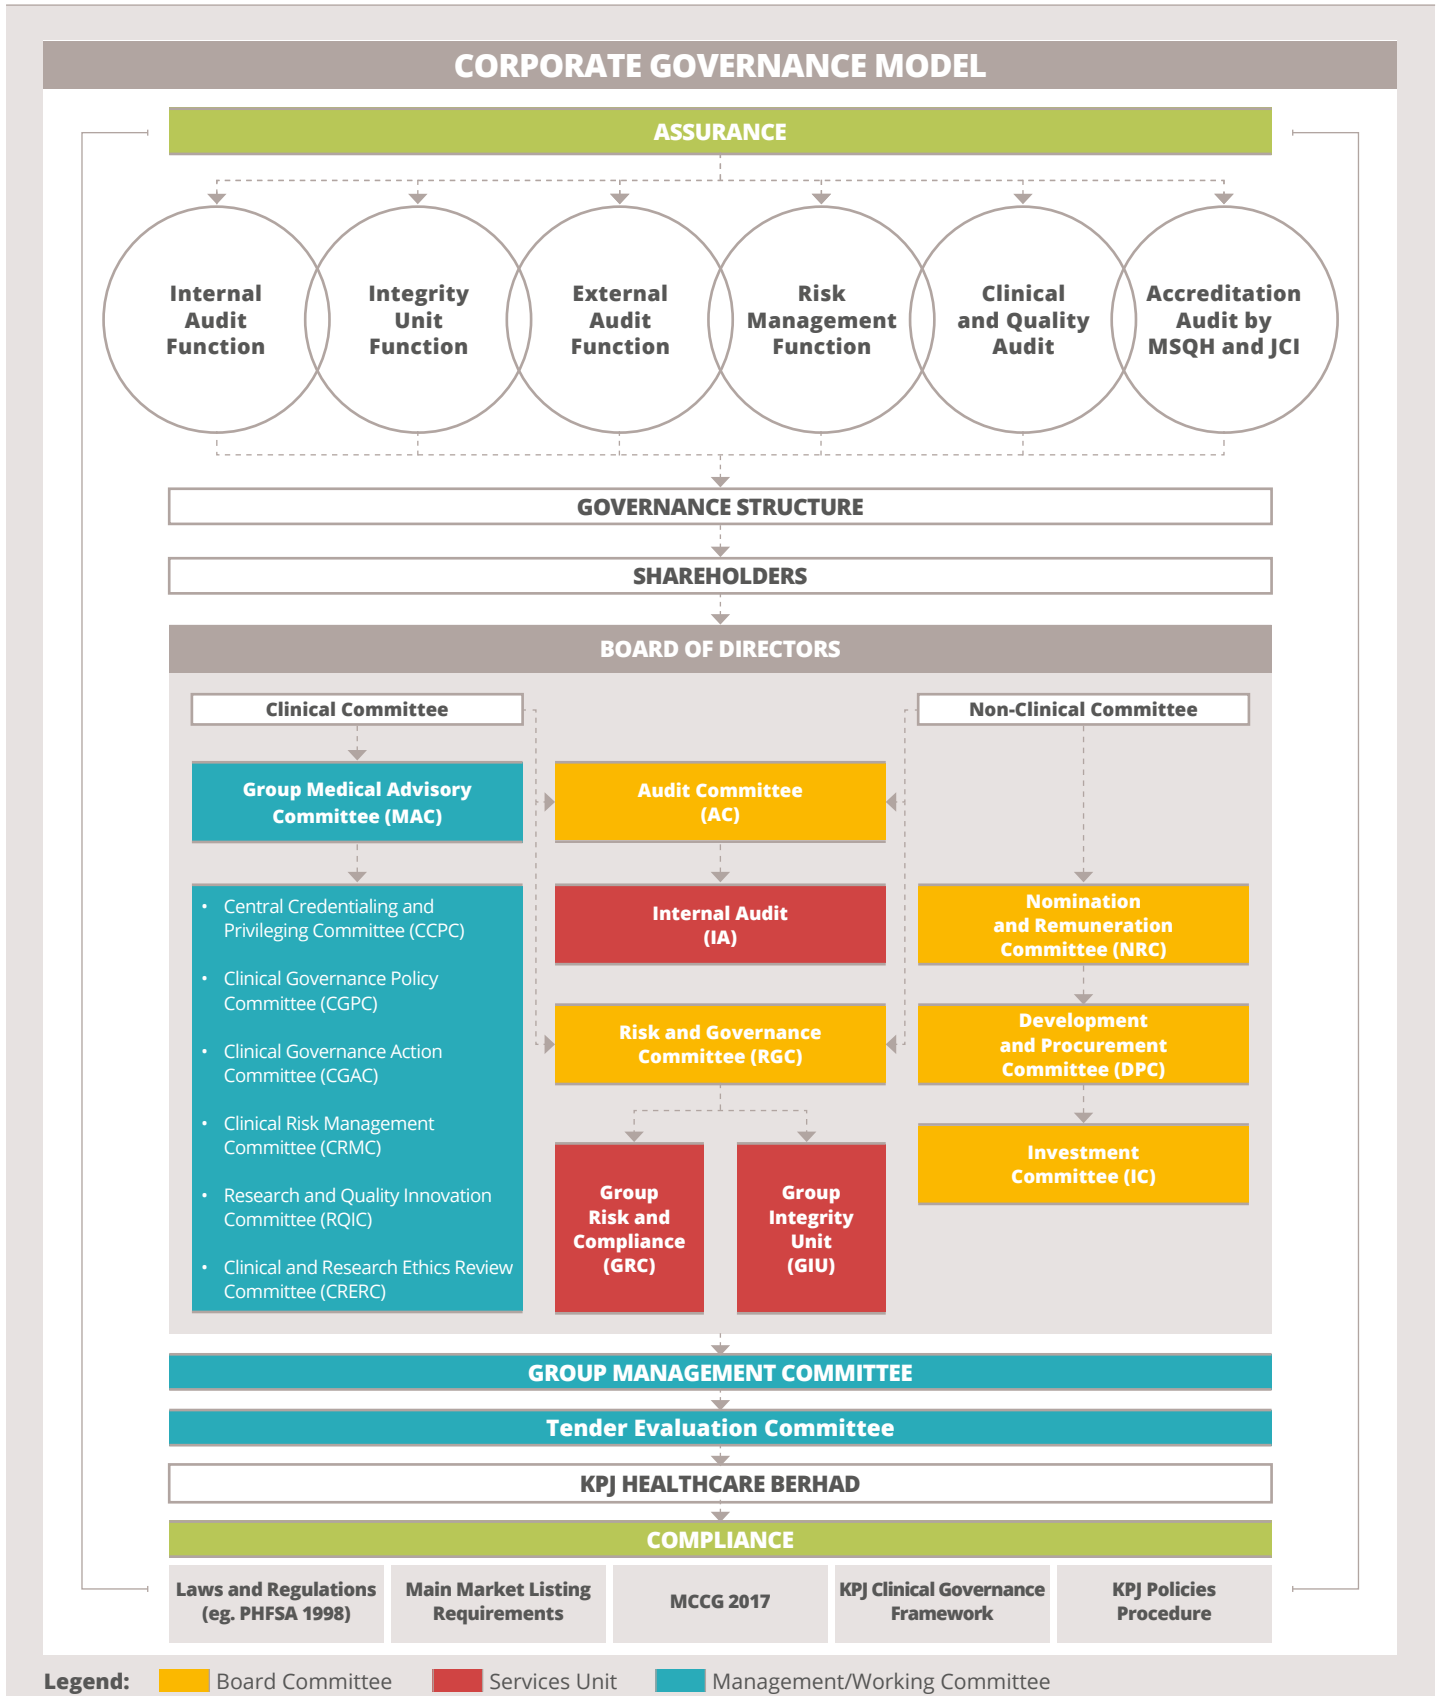 CORPORATE GOVERNANCE MODEL
ASSURANCE
Internal
Audit
Function
Integrity
Unit
Function
External
Audit
Function
Risk
Management
Function
Clinical
and Quality
Audit
Accreditation
Audit by
MSQH and JCI
GOVERNANCE STRUCTURE
SHAREHOLDERS
BOARD OF DIRECTORS
Clinical Committee
Non-Clinical Committee
Group Medical Advisory
Committee (MAC)
• Central Credentialing and
Privileging Committee (CCPC)
• Clinical Governance Policy
Committee (CGPC)
• Clinical Governance Action
Committee (CGAC)
• Clinical Risk Management
Committee (CRMC)
• Research and Quality Innovation
Committee (RQIC)
• Clinical and Research Ethics Review
Committee (CRERC)
Audit Committee
(AC)
Internal Audit
(IA)
Risk and Governance
Committee (RGC)
Group
Risk and
Compliance
(GRC)
Group
Integrity
Unit
(GIU)
Nomination
and Remuneration
Committee (NRC)
Development
and Procurement
Committee (DPC)
Investment
Committee (IC)
GROUP MANAGEMENT COMMITTEE
Tender Evaluation Committee
KPJ HEALTHCARE BERHAD
COMPLIANCE
Laws and Regulations
(eg. PHFSA 1998)
Main Market Listing
Requirements
MCCG 2017
KPJ Clinical Governance
Framework
KPJ Policies
Procedure
Legend: Board Committee Services Unit Management/Working Committee